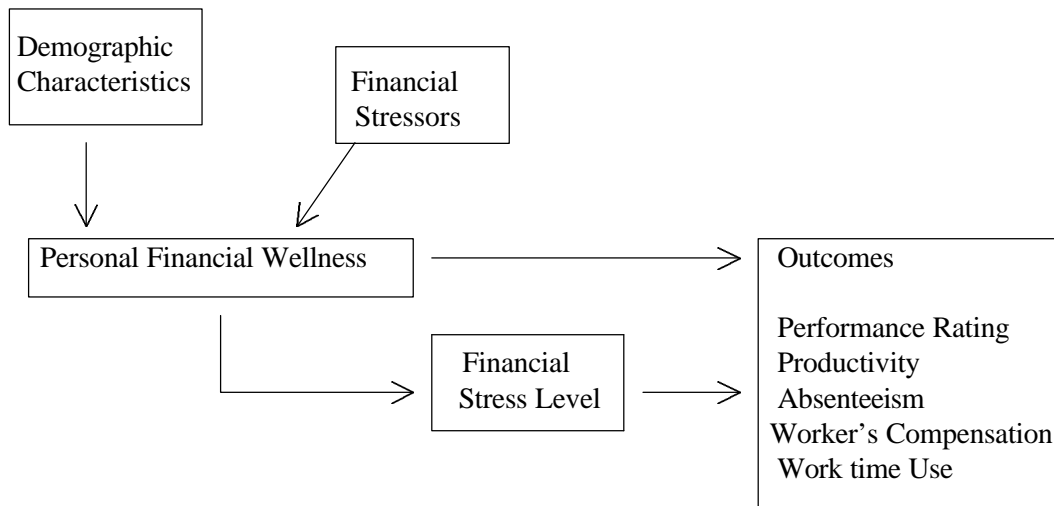 Demographic
Characteristics
Financial
Stressors
Personal Financial Wellness
Financial
Stress Level
Outcomes
Performance Rating
Productivity
Absenteeism
Worker's Compensation
Work time Use